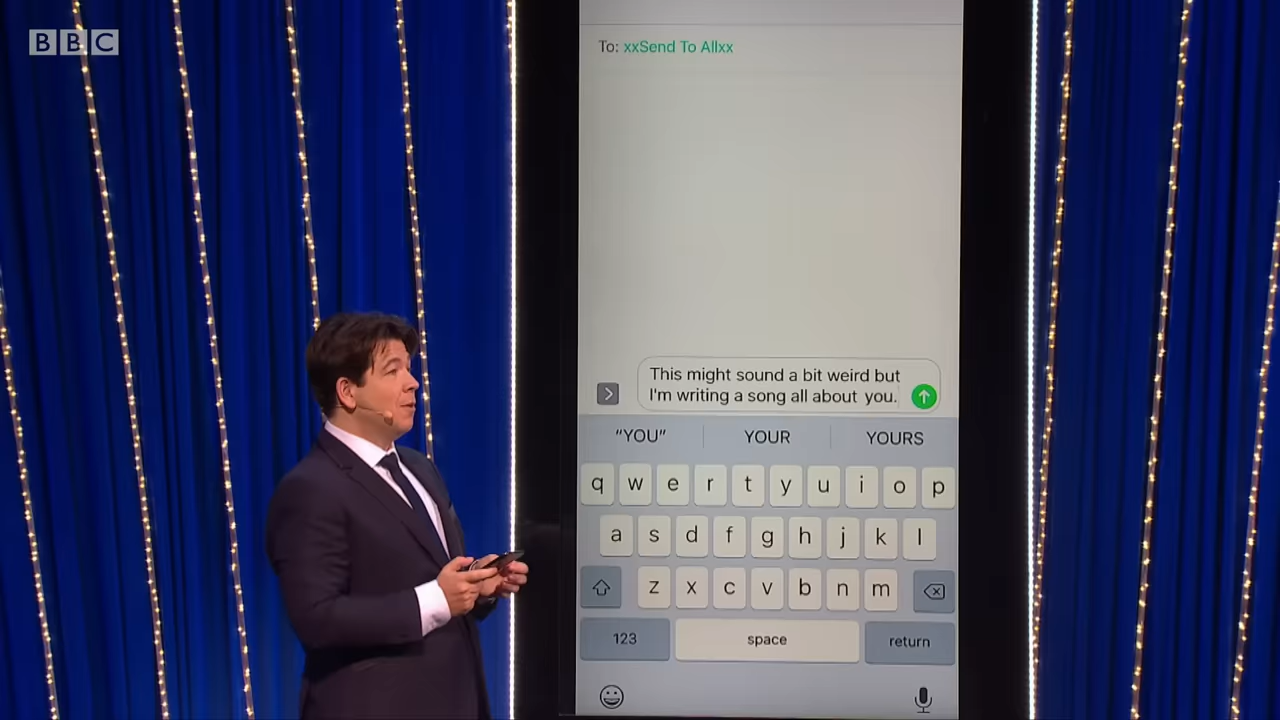 BBC
To: xxSend To Allxx
This might sound a bit weird but
I'm writing a song all about you.
"YOU" YOUR YOURS
q w e r t y u i o p
a s d f g h j k l
z x c v b n m
123 space return